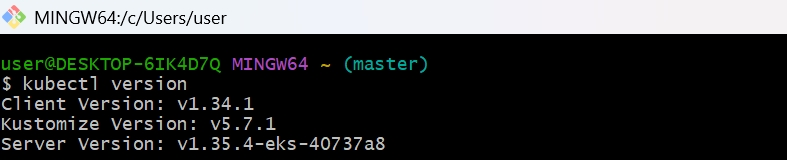 MINGW64:/c/Users/user
user@DESKTOP-6IK4D7Q MINGW64 ~ (master)
$ kubectl version
Client Version: v1.34.1
Kustomize Version: v5.7.1
Server Version: v1.35.4-eks-40737a8